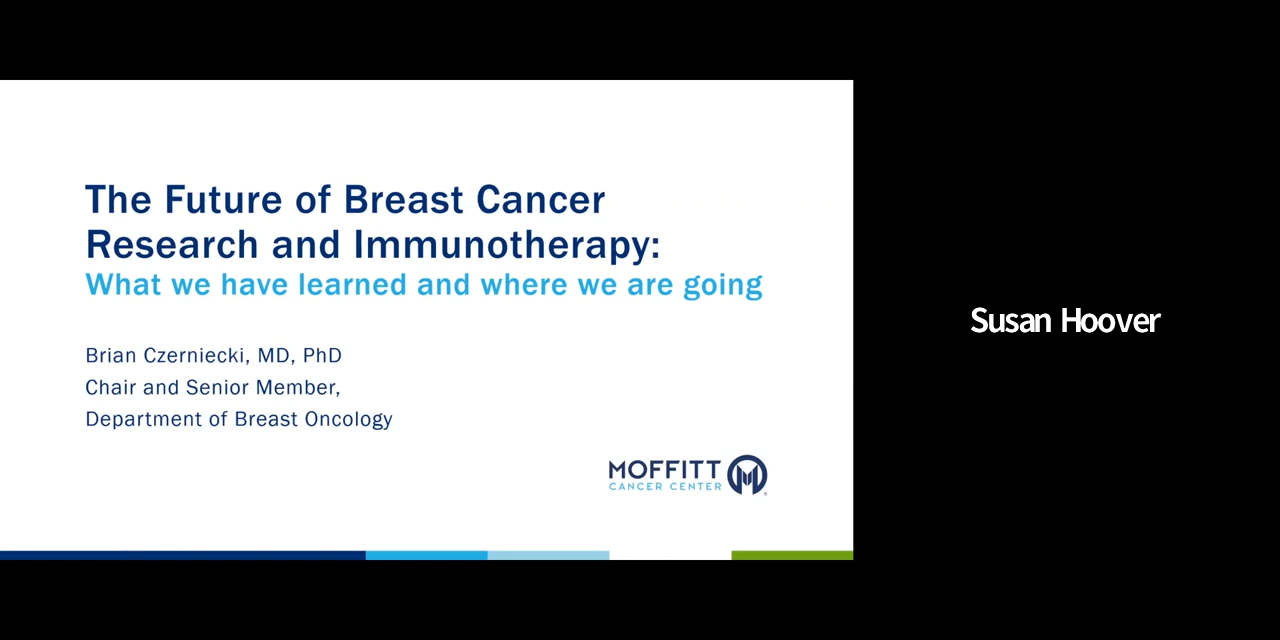 The Future of Breast Cancer
Research and Immunotherapy:
What we have learned and where we are going
Brian Czerniecki, MD, PhD
Chair and Senior Member,
Department of Breast Oncology
MOFFITT
CANCER CENTER
Susan Hoover